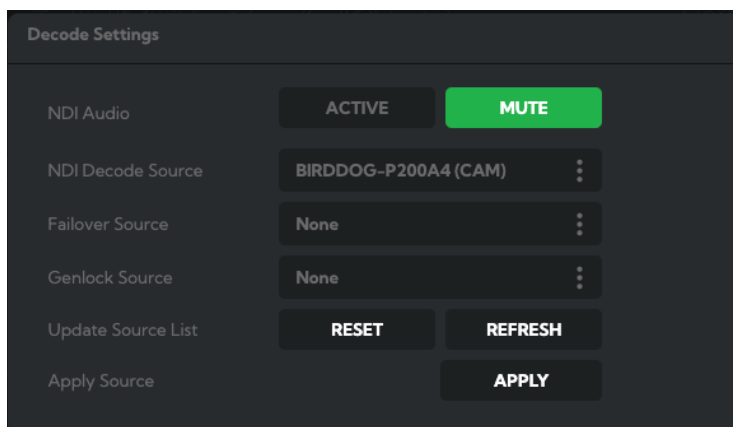 Decode Settings
NDI Audio ACTIVE MUTE
NDI Decode Source BIRDDOG-P200A4 (CAM)
Failover Source None
Genlock Source None
Update Source List RESET REFRESH
Apply Source APPLY